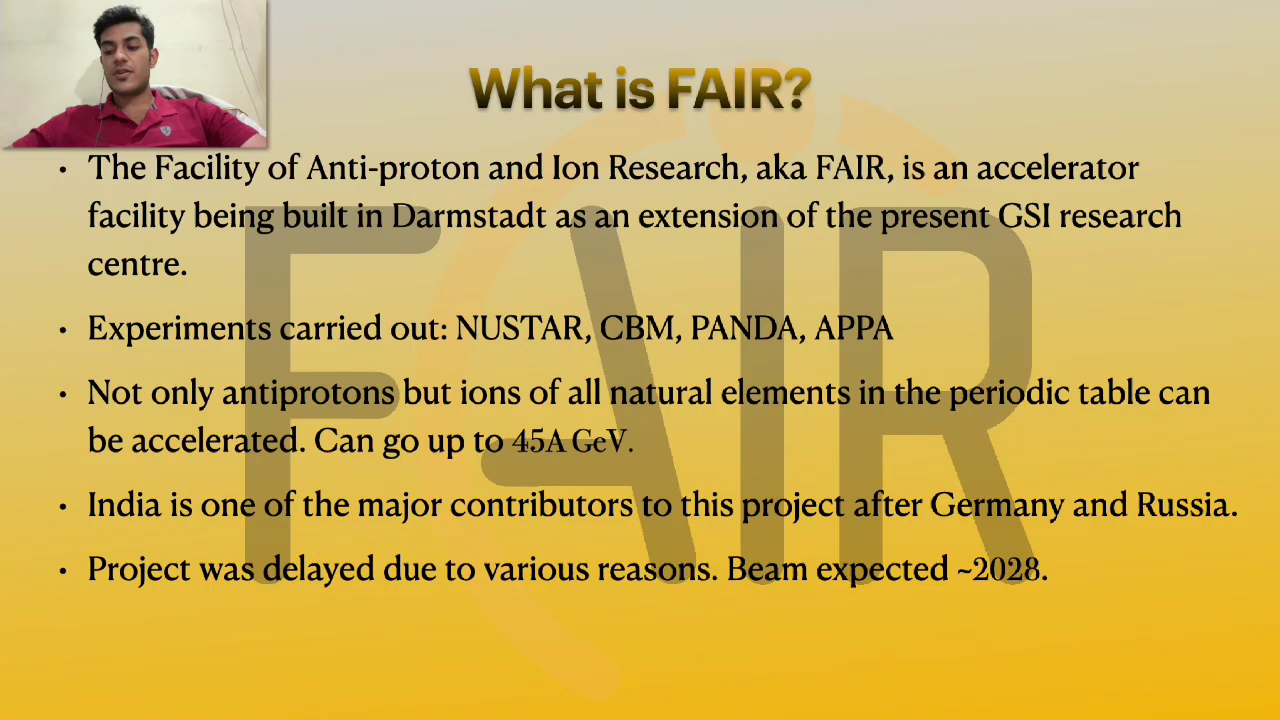 What is FAIR?
• The Facility of Anti-proton and Ion Research, aka FAIR, is an accelerator
facility being built in Darmstadt as an extension of the present GSI research
centre.
• Experiments carried out: NUSTAR, CBM, PANDA, APPA
• Not only antiprotons but ions of all natural elements in the periodic table can
be accelerated. Can go up to 45A GeV.
• India is one of the major contributors to this project after Germany and Russia.
• Project was delayed due to various reasons. Beam expected ~2028.
FAIR